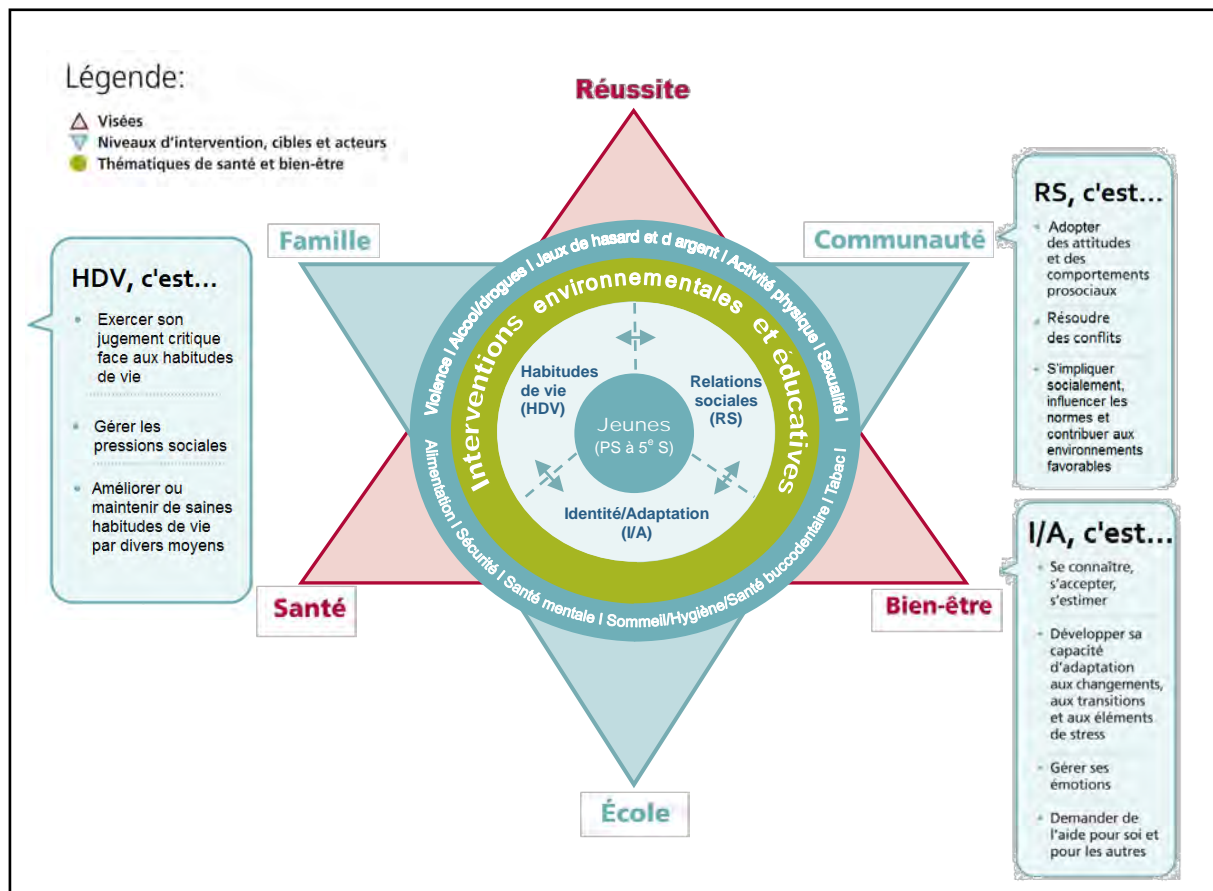 Légende:
Visées
Niveaux d'intervention, cibles et acteurs
Thématiques de santé et bien-être
Réussite
Famille
Communauté
HDV, c'est...
Exercer son
jugement critique
face aux habitudes
de vie
Gérer les
pressions sociales
Améliorer ou
maintenir de saines
habitudes de vie
par divers moyens
Violence | Alcool/drogues | Jeux de hasard et d argent | Activité physique | Sexualité |
Alimentation | Sécurité | Santé mentale | Sommeil/Hygiène/Santé buccodentaire | Tabac |
Interventions environnementales et éducatives
Habitudes
de vie
(HDV)
Relations
sociales
(RS)
Jeunes
(PS à 5e S)
Identité/Adaptation
(I/A)
Santé
Bien-être
École
RS, c'est...
Adopter
des attitudes
et des
comportements
prosociaux
Résoudre
des conflits
S'impliquer
socialement,
influencer les
normes et
contribuer aux
environnements
favorables
I/A, c'est...
Se connaître,
s'accepter,
s'estimer
Développer sa
capacité
d'adaptation
aux changements,
aux transitions
et aux éléments
de stress
Gérer ses
émotions
Demander de
l'aide pour soi et
pour les autres